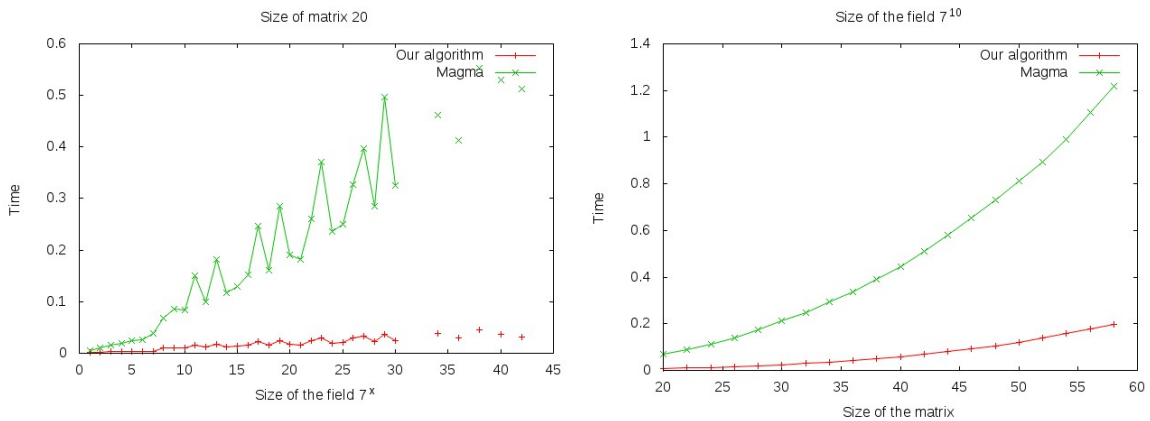 Size of matrix 20
0.6
0.5
0.4
0.3
0.2
0.1
0
Time
Our algorithm
Magma
0 5 10 15 20 25 30 35 40 45
Size of the field 7^x
Size of the field 7^10
1.4
1.2
1
0.8
0.6
0.4
0.2
0
Time
Our algorithm
Magma
20 25 30 35 40 45 50 55 60
Size of the matrix